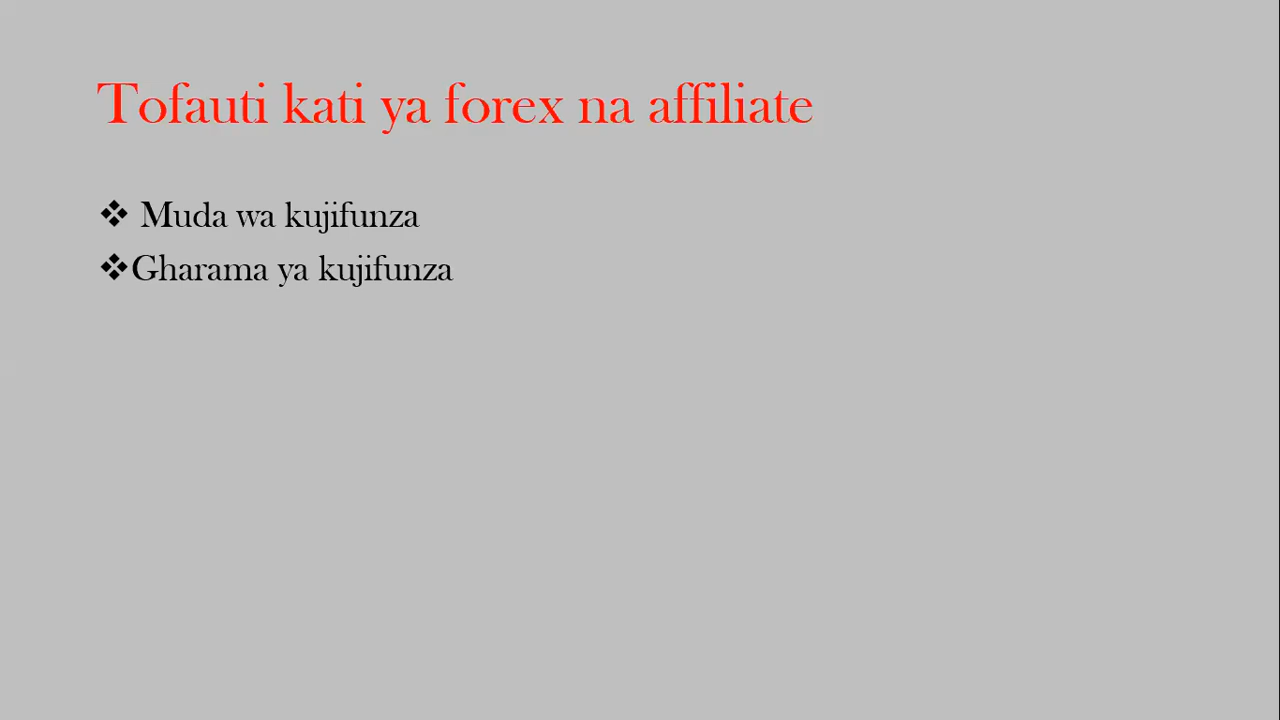 Tofauti kati ya forex na affiliate
❖ Muda wa kujifunza
❖Gharama ya kujifunza